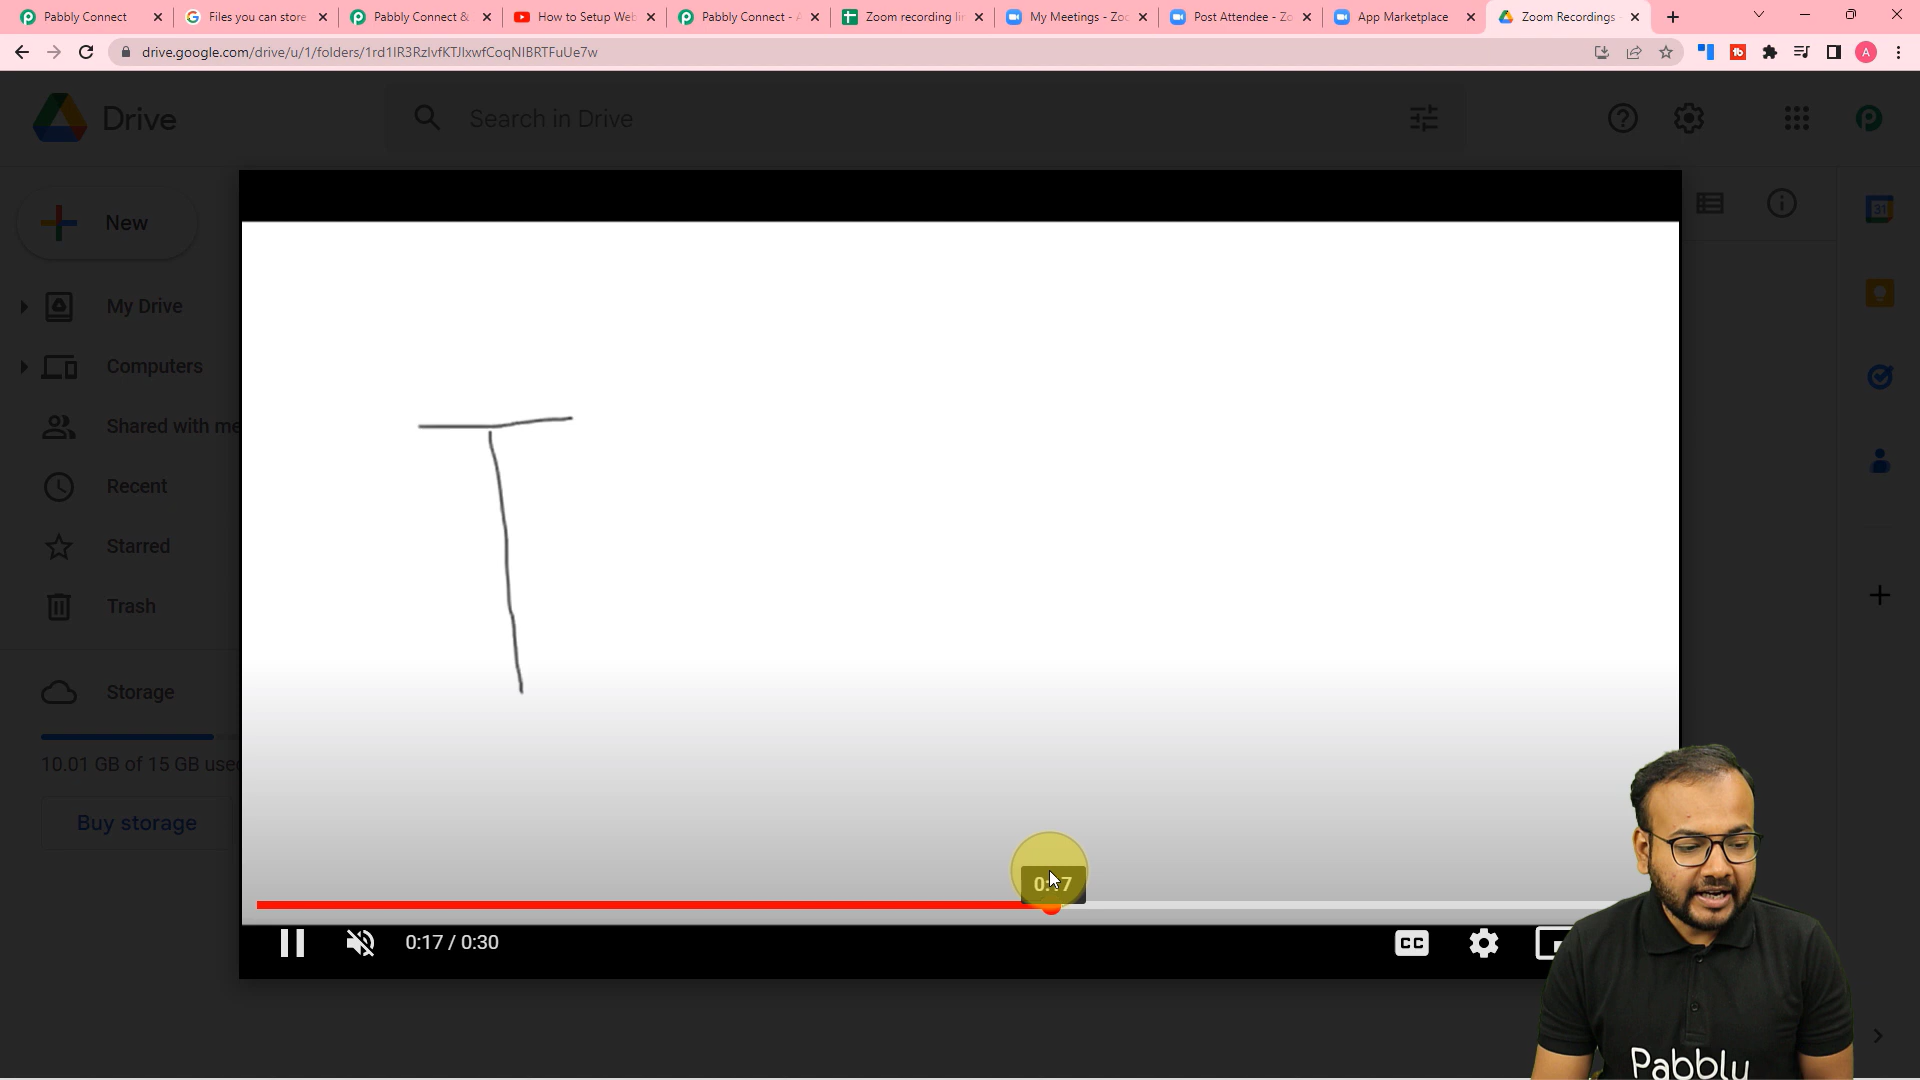 Pabbly Connect
Files you can store
Pabbly Connect &
How to Setup Web
Pabbly Connect - A
Zoom recording li
My Meetings - Zoo
Post Attendee - Zo
App Marketplace
Zoom Recordings -
drive.google.com/drive/u/1/folders/1rd1IR3RzlvfKTJlxwfCoqNIBRTFuUe7w
A
Drive
Search in Drive
New
31
My Drive
Computers
Shared with me
Recent
Starred
Trash
Storage
10.01 GB of 15 GB used
Buy storage
T
0:17
0:17 / 0:30
CC
Pabbly